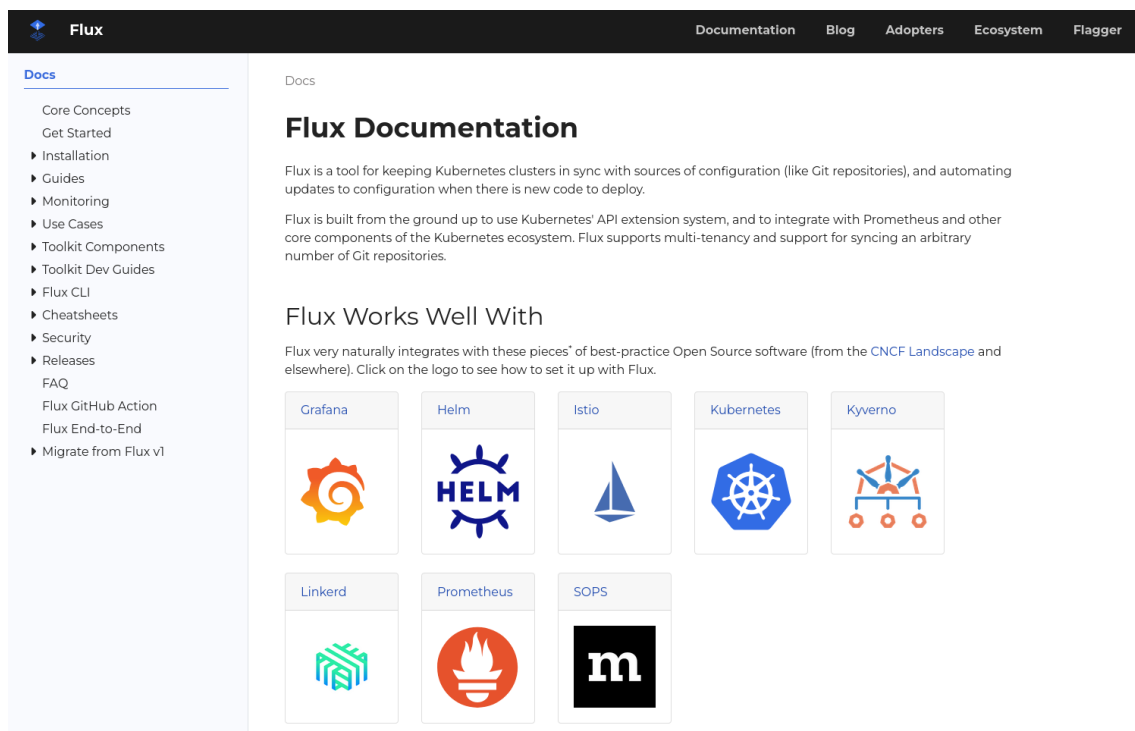 Flux
Documentation Blog Adopters Ecosystem Flagger
Docs
Core Concepts
Get Started
Installation
Guides
Monitoring
Use Cases
Toolkit Components
Toolkit Dev Guides
Flux CLI
Cheatsheets
Security
Releases
FAQ
Flux GitHub Action
Flux End-to-End
Migrate from Flux v1
Docs
Flux Documentation
Flux is a tool for keeping Kubernetes clusters in sync with sources of configuration (like Git repositories), and automating
updates to configuration when there is new code to deploy.
Flux is built from the ground up to use Kubernetes' API extension system, and to integrate with Prometheus and other
core components of the Kubernetes ecosystem. Flux supports multi-tenancy and support for syncing an arbitrary
number of Git repositories.
Flux Works Well With
Flux very naturally integrates with these pieces* of best-practice Open Source software (from the CNCF Landscape and
elsewhere). Click on the logo to see how to set it up with Flux.
Grafana Helm Istio Kubernetes Kyverno
HELM
Linkerd Prometheus SOPS
m